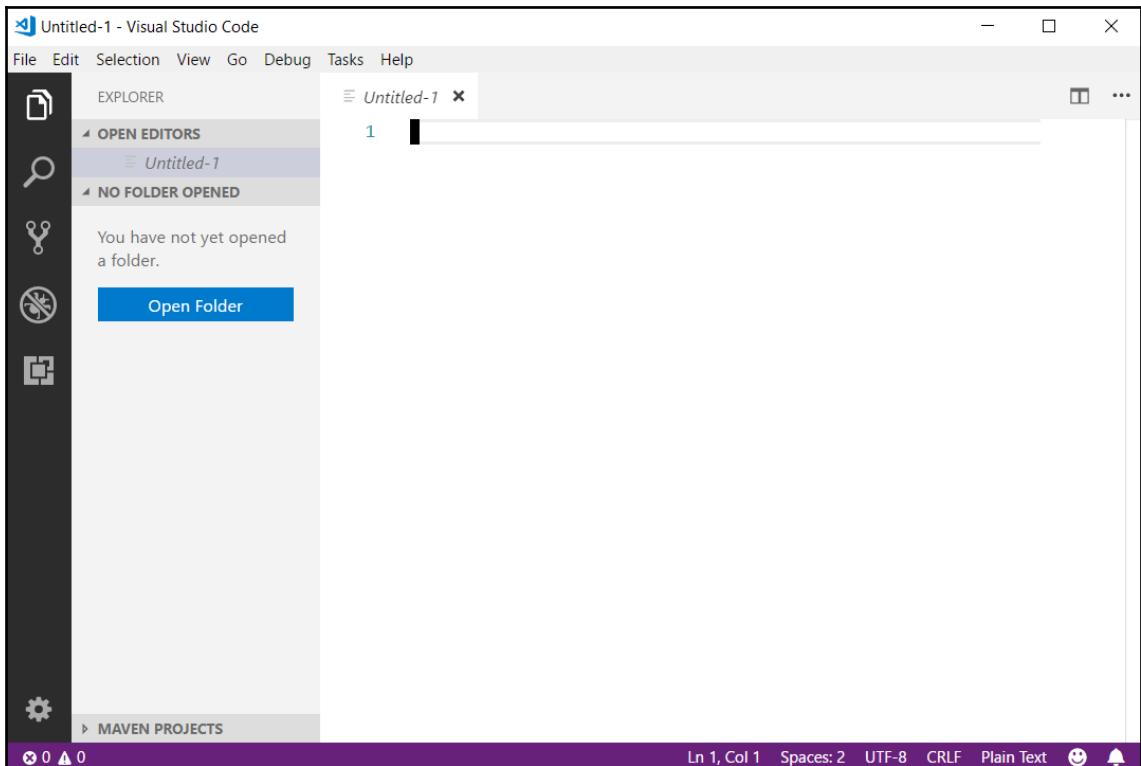 Untitled-1 - Visual Studio Code
File Edit Selection View Go Debug Tasks Help
EXPLORER
Untitled-1
OPEN EDITORS
1
Untitled-1
NO FOLDER OPENED
You have not yet opened
a folder.
Open Folder
MAVEN PROJECTS
0 0 Ln 1, Col 1 Spaces: 2 UTF-8 CRLF Plain Text